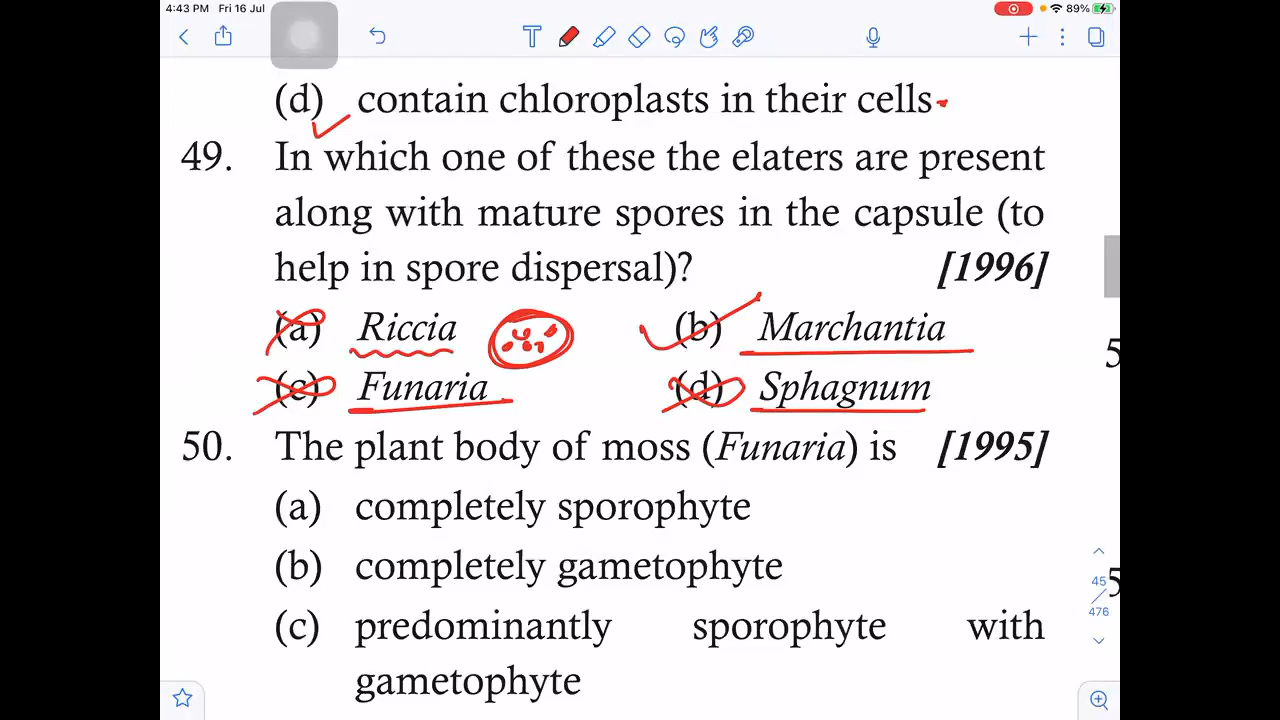 4:43 PM Fri 16 Jul
89%
(d) contain chloroplasts in their cells
49. In which one of these the elaters are present
along with mature spores in the capsule (to
help in spore dispersal)? [1996]
(a) Riccia (b) Marchantia
(c) Funaria (d) Sphagnum
5
50. The plant body of moss (Funaria) is [1995]
(a) completely sporophyte
(b) completely gametophyte
45
5
476
(c) predominantly sporophyte with
gametophyte